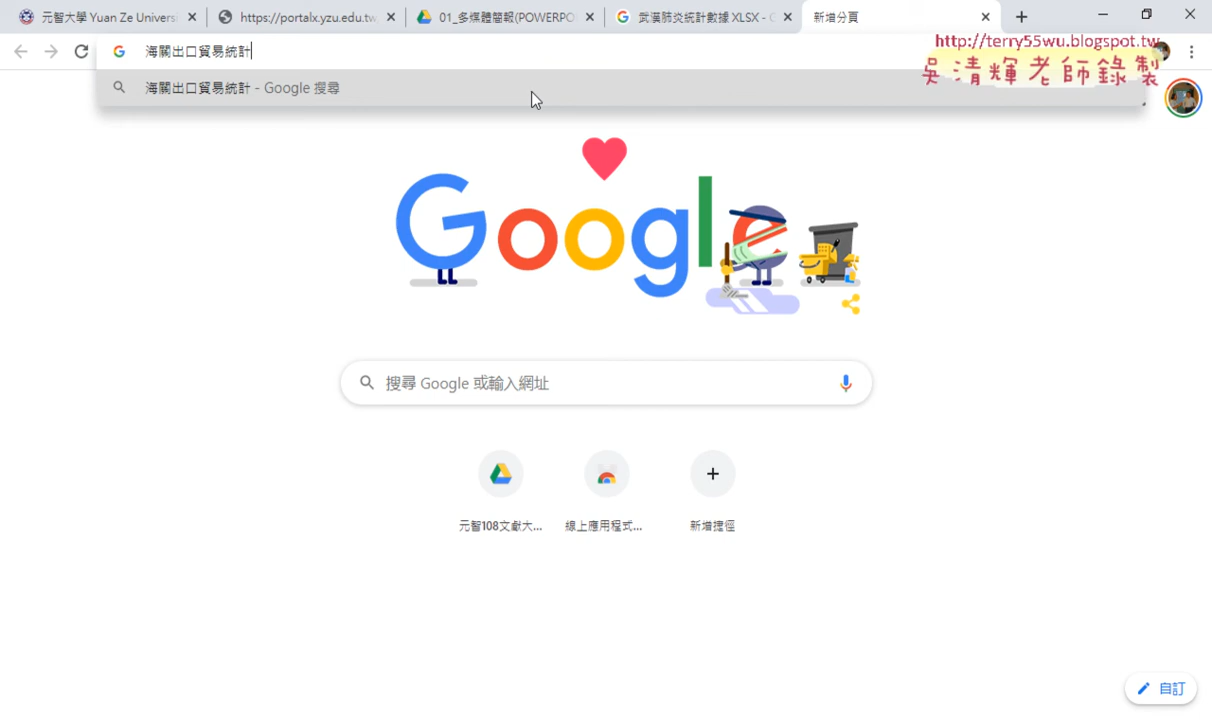 元智大學 Yuan Ze Universi
https://portalx.yzu.edu.tw
01_多媒體簡報(POWERPO
武漢肺炎統計數據 XLSX - G
新增分頁
海關出口貿易統計
http://terry55wu.blogspot.tw
吳清輝老師錄製
海關出口貿易統計 - Google 搜尋
Google
搜尋 Google 或輸入網址
元智108文獻大...
線上應用程式...
新增捷徑
自訂